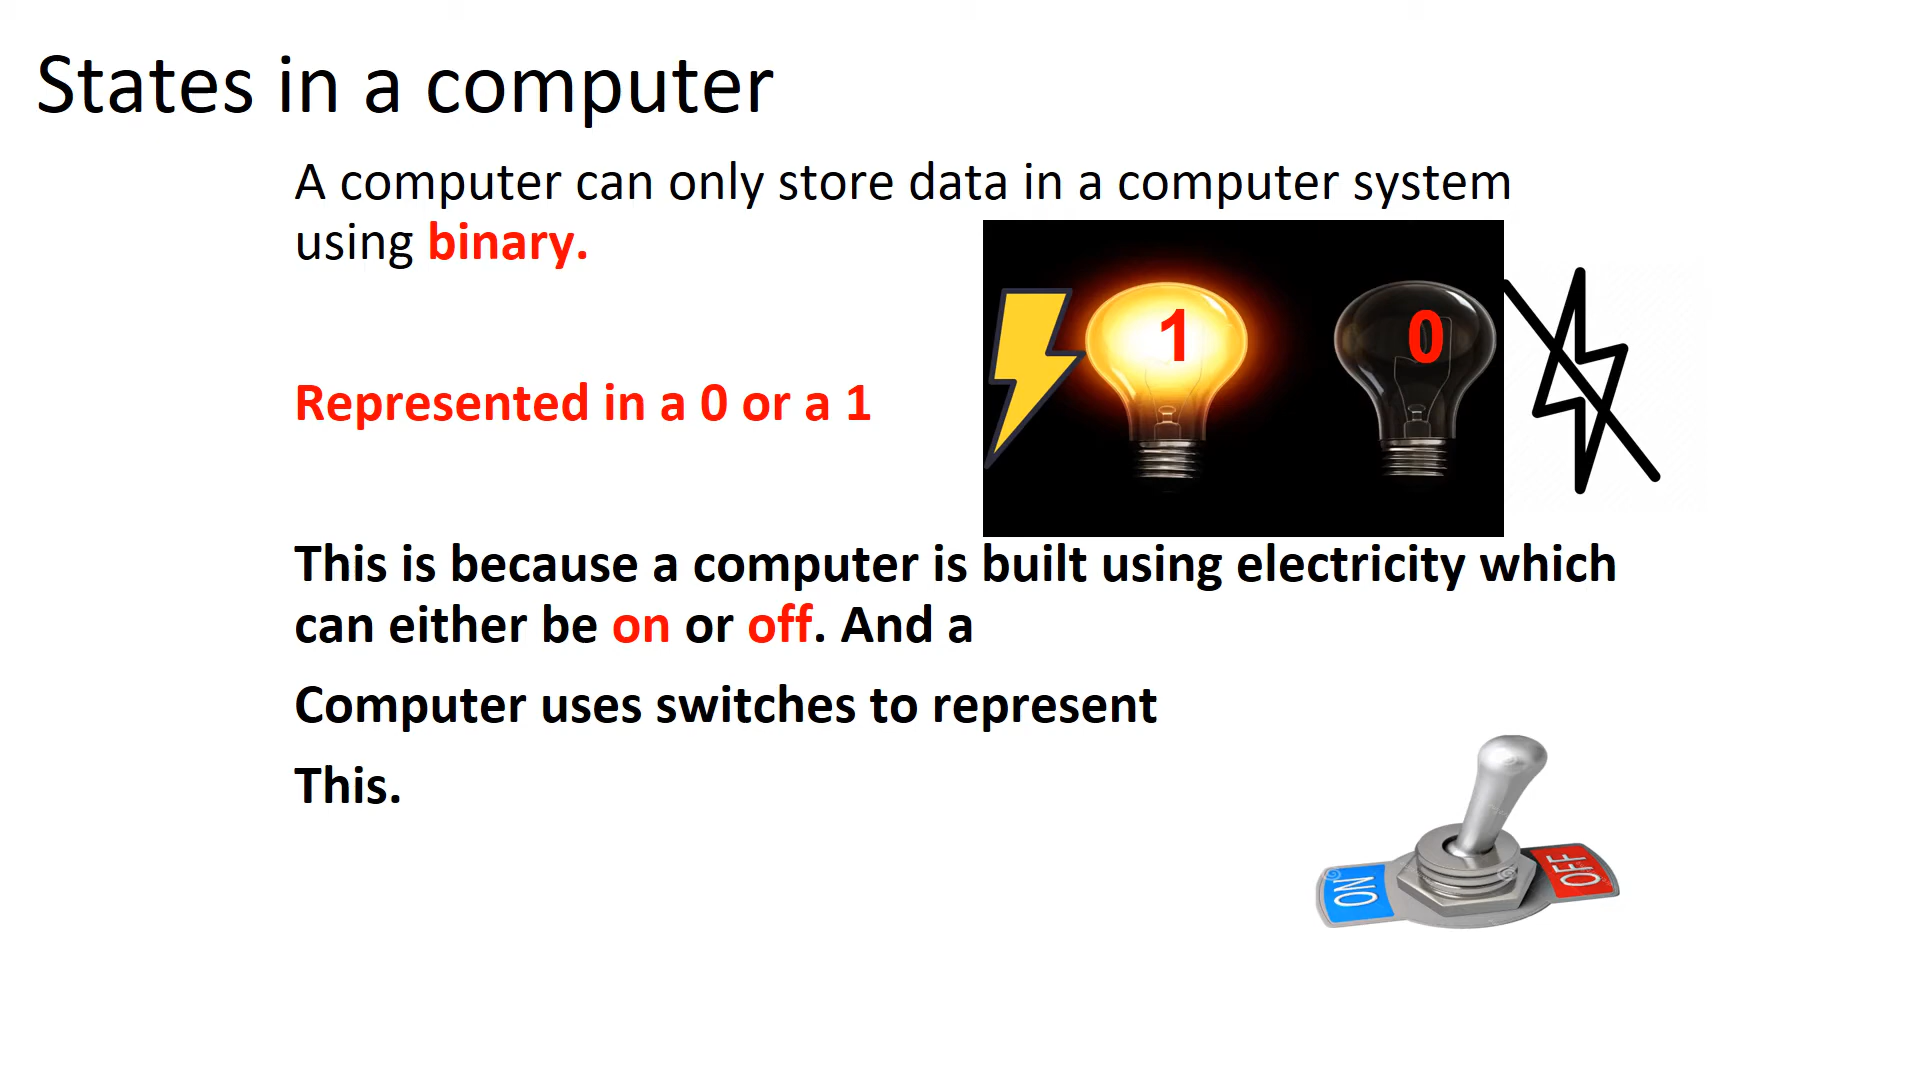 States in a computer
A computer can only store data in a computer system
using binary.
1
0
Represented in a 0 or a 1
This is because a computer is built using electricity which
can either be on or off. And a
Computer uses switches to represent
This.
ON
OFF